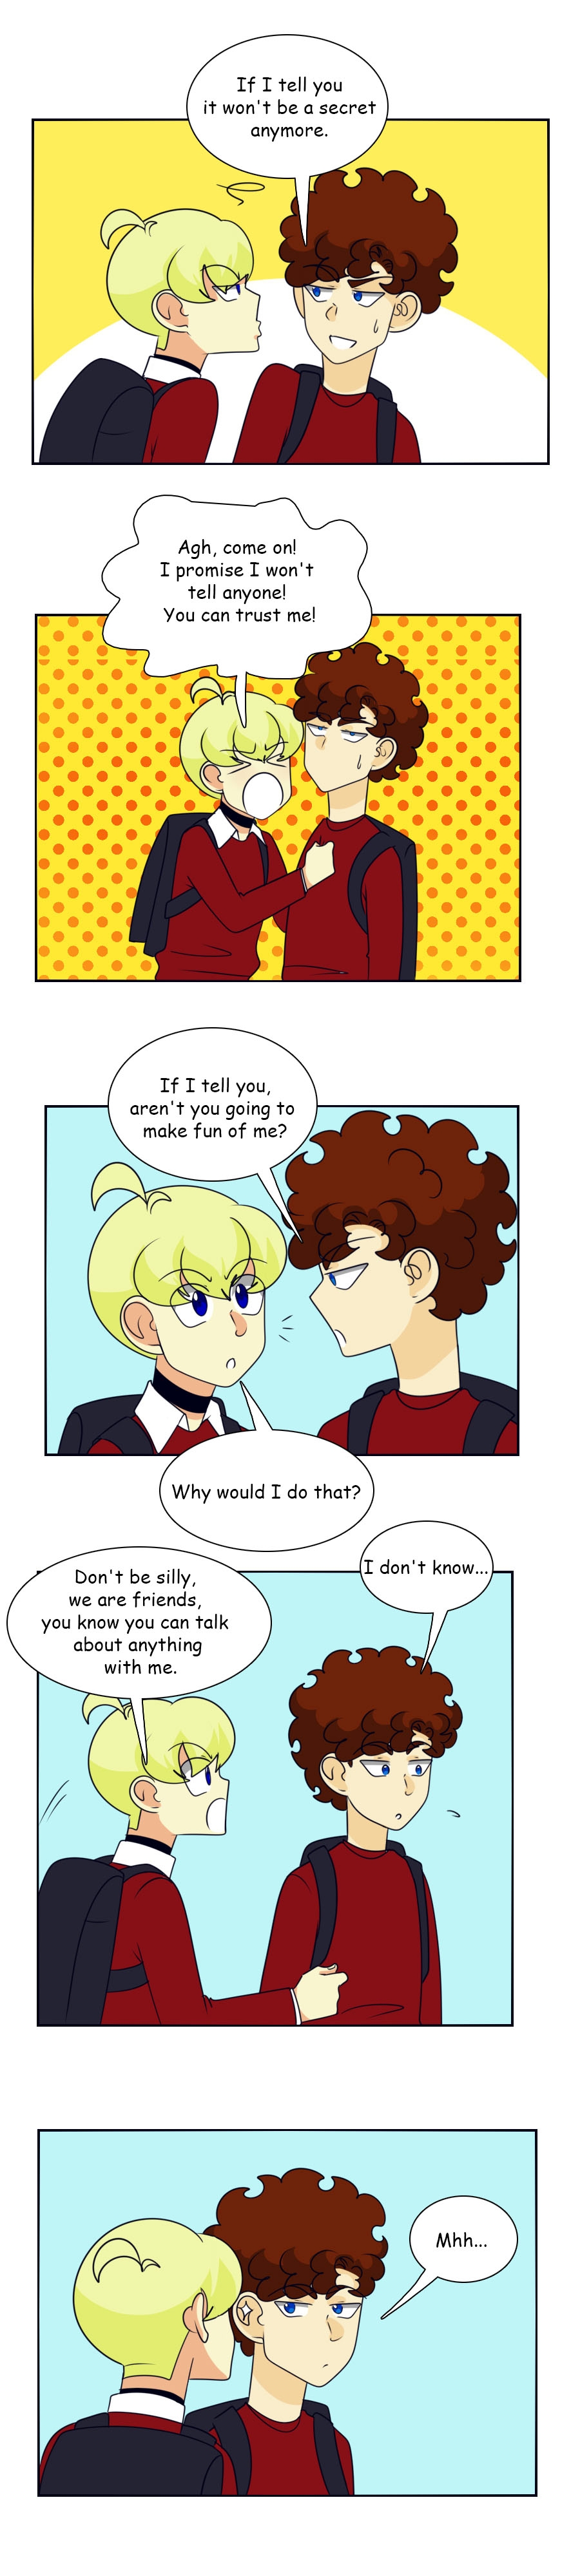 If I tell you
it won't be a secret
anymore.
Agh, come on!
I promise I won't
tell anyone!
You can trust me!
If I tell you,
aren't you going to
make fun of me?
Why would I do that?
I don't know...
Don't be silly,
we are friends,
you know you can talk
about anything
with me.
Mhh...